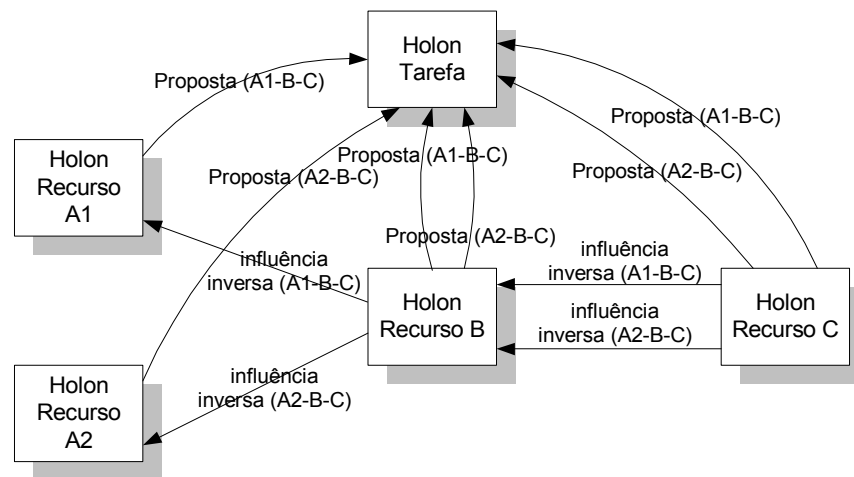 Holon
Tarefa
Proposta (A1-B-C)
Proposta (A1-B-C)
Holon
Recurso
A1
Proposta (A1-B-C)
Proposta (A2-B-C)
Proposta (A2-B-C)
Proposta (A2-B-C)
influência
inversa (A1-B-C)
influência
inversa (A1-B-C)
Holon
Recurso B
Holon
Recurso C
influência
inversa (A2-B-C)
influência
inversa (A2-B-C)
Holon
Recurso
A2